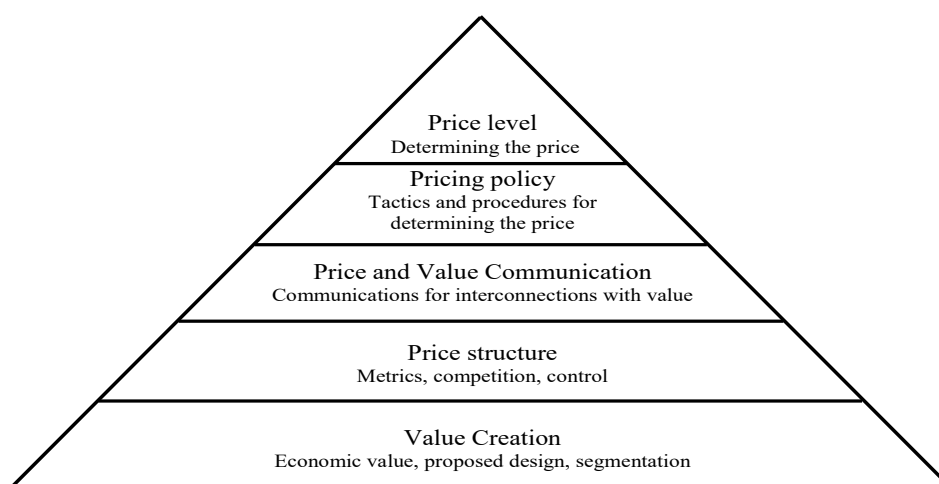 Price level
Determining the price
Pricing policy
Tactics and procedures for
determining the price
Price and Value Communication
Communications for interconnections with value
Price structure
Metrics, competition, control
Value Creation
Economic value, proposed design, segmentation